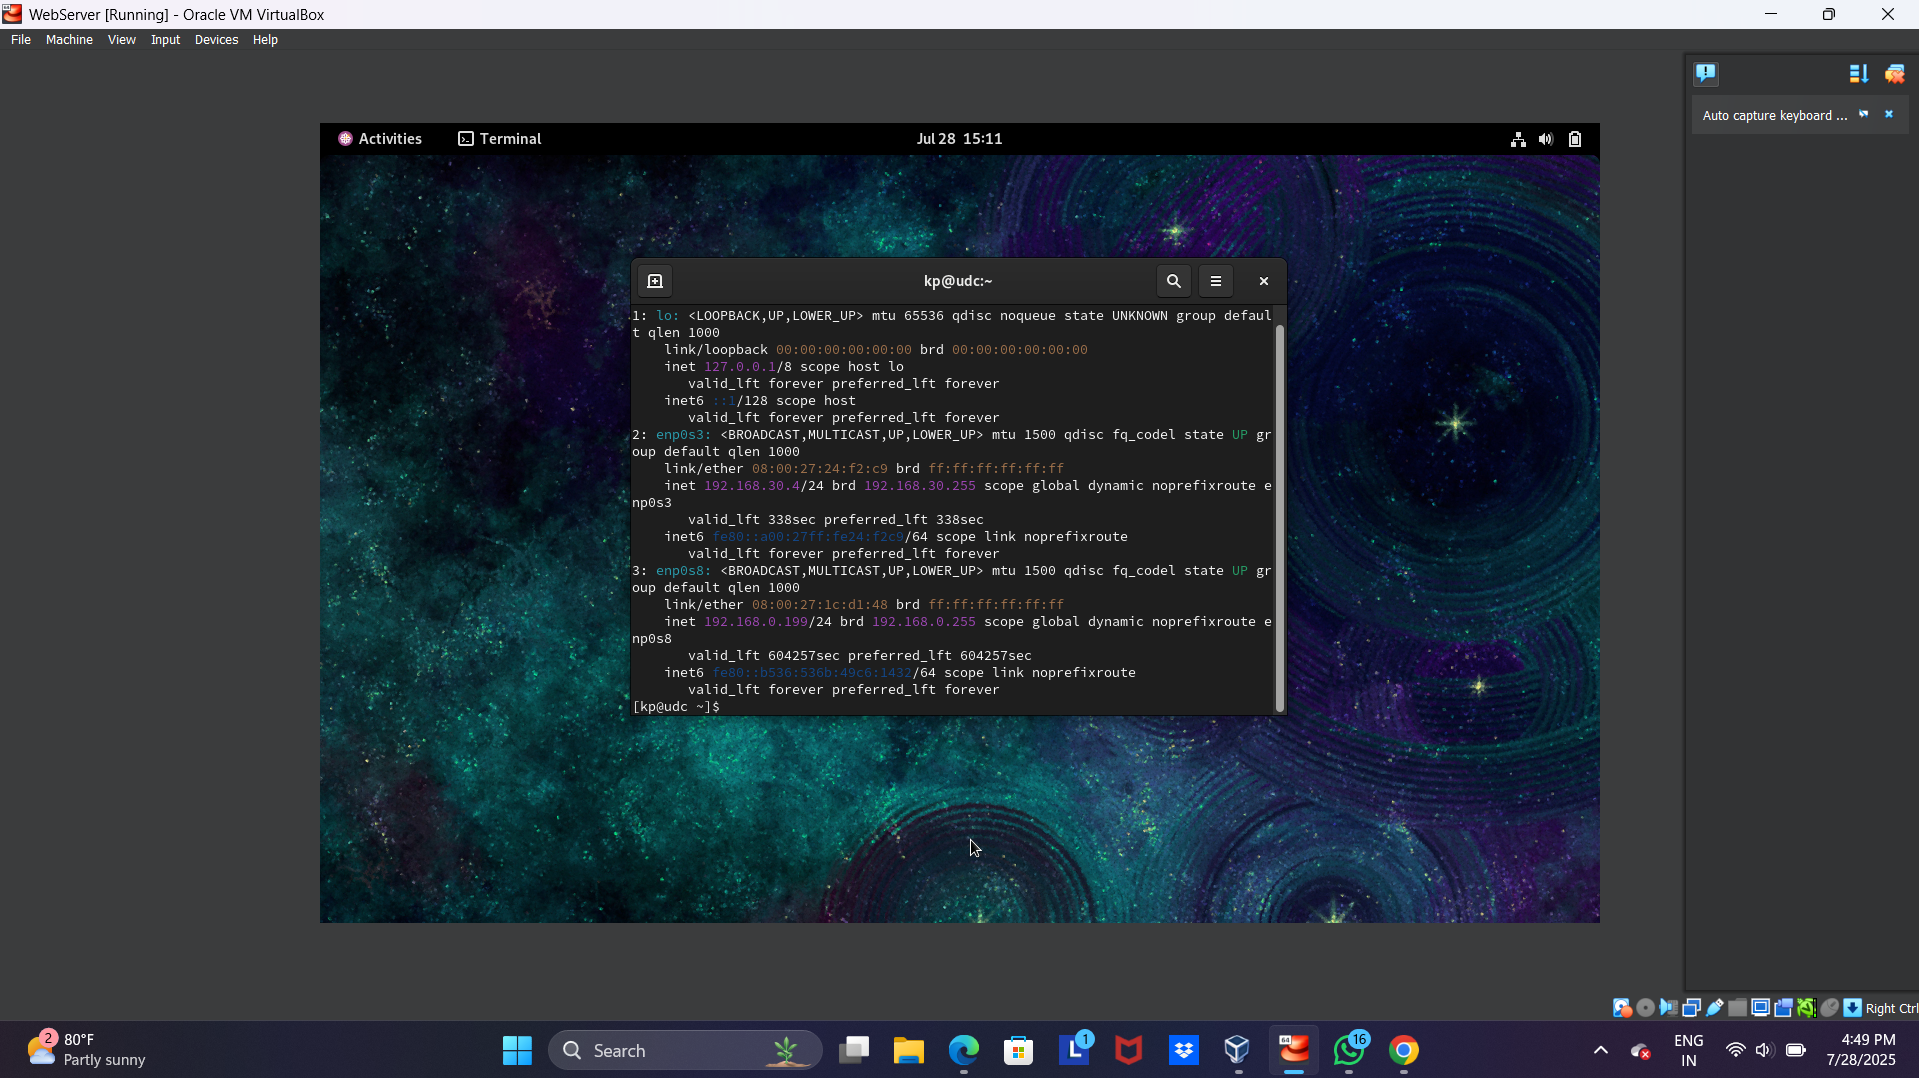 WebServer [Running] - Oracle VM VirtualBox
File Machine View Input Devices Help
Auto capture keyboard ...
Activities Terminal Jul 28 15:11
kp@udc:~
1: lo: <LOOPBACK,UP,LOWER_UP> mtu 65536 qdisc noqueue state UNKNOWN group defaul
t qlen 1000
link/loopback 00:00:00:00:00:00 brd 00:00:00:00:00:00
inet 127.0.0.1/8 scope host lo
valid_lft forever preferred_lft forever
inet6 ::1/128 scope host
valid_lft forever preferred_lft forever
2: enp0s3: <BROADCAST,MULTICAST,UP,LOWER_UP> mtu 1500 qdisc fq_codel state UP gr
oup default qlen 1000
link/ether 08:00:27:24:f2:c9 brd ff:ff:ff:ff:ff:ff
inet 192.168.30.4/24 brd 192.168.30.255 scope global dynamic noprefixroute e
np0s3
valid_lft 338sec preferred_lft 338sec
inet6 fe80::a00:27ff:fe24:f2c9/64 scope link noprefixroute
valid_lft forever preferred_lft forever
3: enp0s8: <BROADCAST,MULTICAST,UP,LOWER_UP> mtu 1500 qdisc fq_codel state UP gr
oup default qlen 1000
link/ether 08:00:27:1c:d1:48 brd ff:ff:ff:ff:ff:ff
inet 192.168.0.199/24 brd 192.168.0.255 scope global dynamic noprefixroute e
np0s8
valid_lft 604257sec preferred_lft 604257sec
inet6 fe80::b536:536b:49c6:1432/64 scope link noprefixroute
valid_lft forever preferred_lft forever
[kp@udc ~]$
Right Ctrl
2
80°F
Partly sunny
Search
L 1
64
16
ENG
IN
4:49 PM
7/28/2025